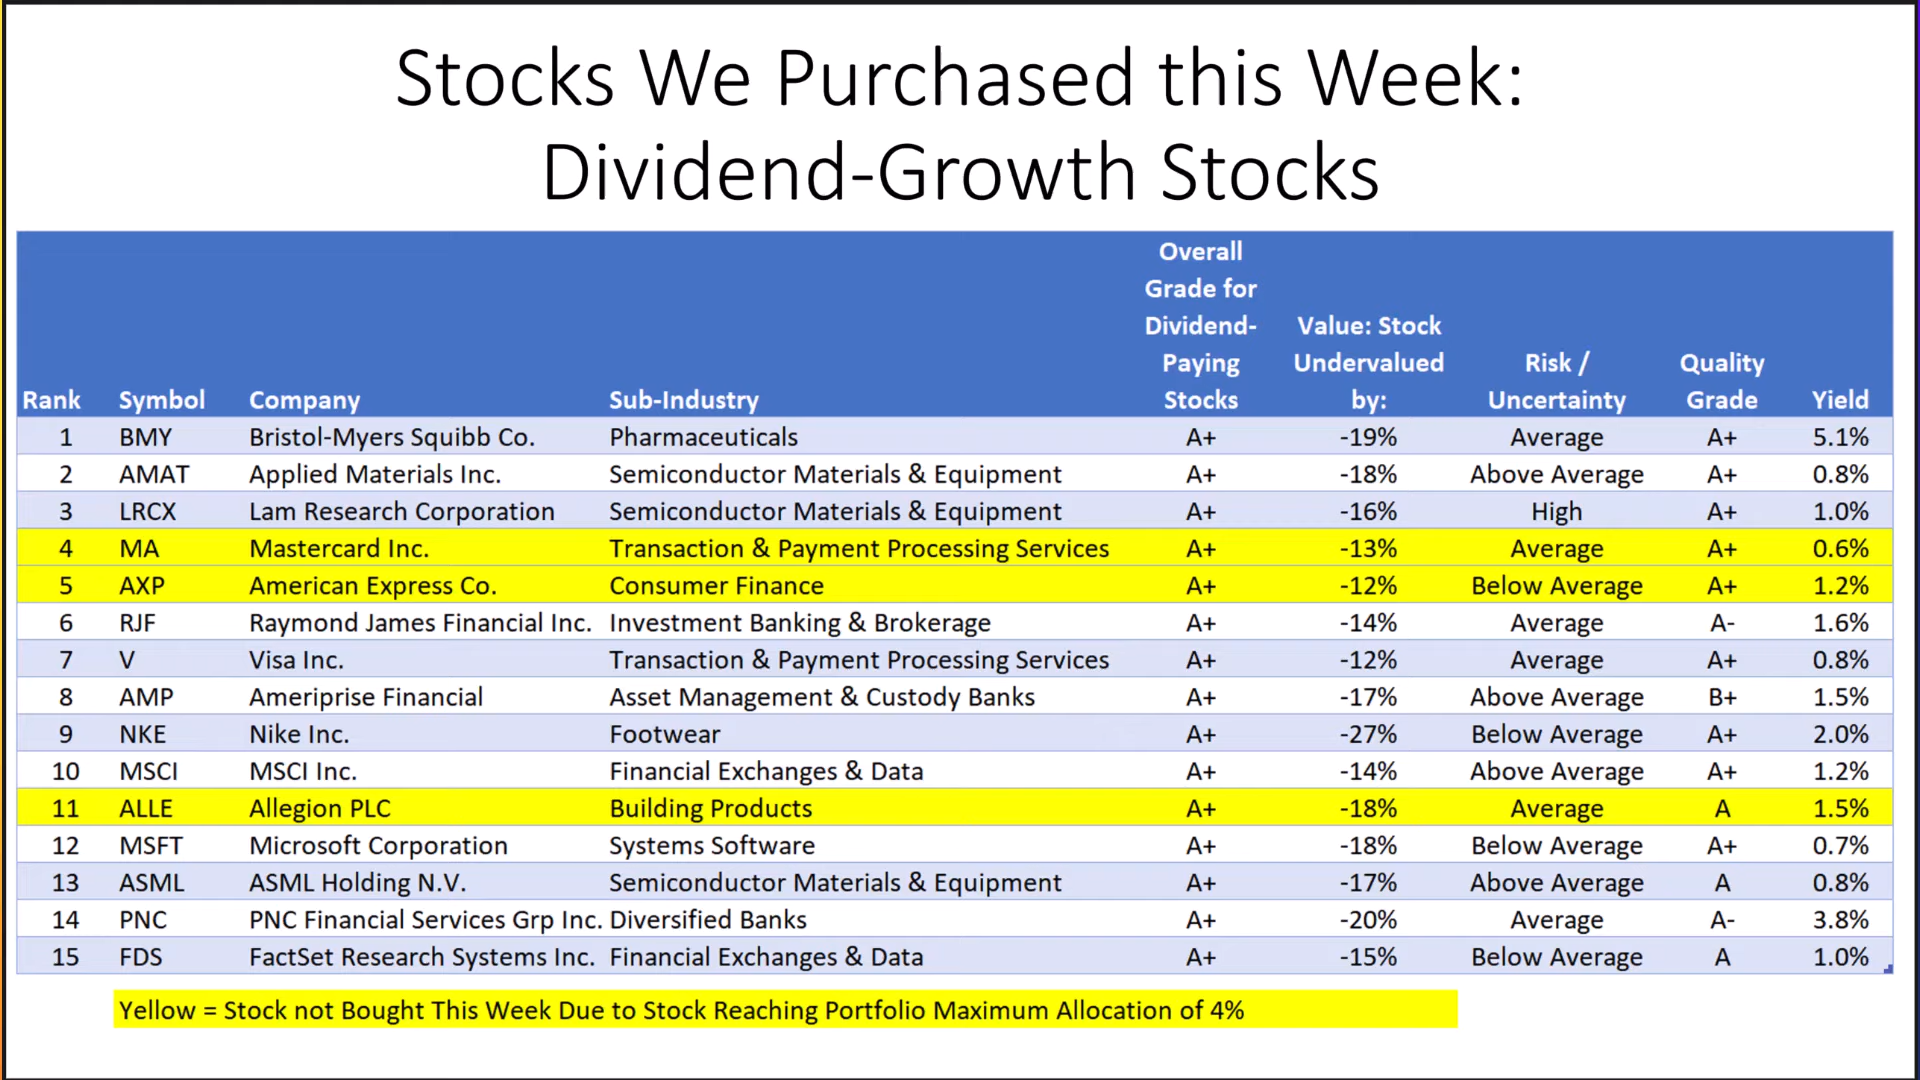 Stocks We Purchased this Week:
Dividend-Growth Stocks
Rank Symbol Company Sub-Industry Overall Grade for Dividend-Paying Stocks Value: Stock Undervalued by: Risk / Uncertainty Quality Grade Yield
1 BMY Bristol-Myers Squibb Co. Pharmaceuticals A+ -19% Average A+ 5.1%
2 AMAT Applied Materials Inc. Semiconductor Materials & Equipment A+ -18% Above Average A+ 0.8%
3 LRCX Lam Research Corporation Semiconductor Materials & Equipment A+ -16% High A+ 1.0%
4 MA Mastercard Inc. Transaction & Payment Processing Services A+ -13% Average A+ 0.6%
5 AXP American Express Co. Consumer Finance A+ -12% Below Average A+ 1.2%
6 RJF Raymond James Financial Inc. Investment Banking & Brokerage A+ -14% Average A- 1.6%
7 V Visa Inc. Transaction & Payment Processing Services A+ -12% Average A+ 0.8%
8 AMP Ameriprise Financial Asset Management & Custody Banks A+ -17% Above Average B+ 1.5%
9 NKE Nike Inc. Footwear A+ -27% Below Average A+ 2.0%
10 MSCI MSCI Inc. Financial Exchanges & Data A+ -14% Above Average A+ 1.2%
11 ALLE Allegion PLC Building Products A+ -18% Average A 1.5%
12 MSFT Microsoft Corporation Systems Software A+ -18% Below Average A+ 0.7%
13 ASML ASML Holding N.V. Semiconductor Materials & Equipment A+ -17% Above Average A 0.8%
14 PNC PNC Financial Services Grp Inc. Diversified Banks A+ -20% Average A- 3.8%
15 FDS FactSet Research Systems Inc. Financial Exchanges & Data A+ -15% Below Average A 1.0%
Yellow = Stock not Bought This Week Due to Stock Reaching Portfolio Maximum Allocation of 4%